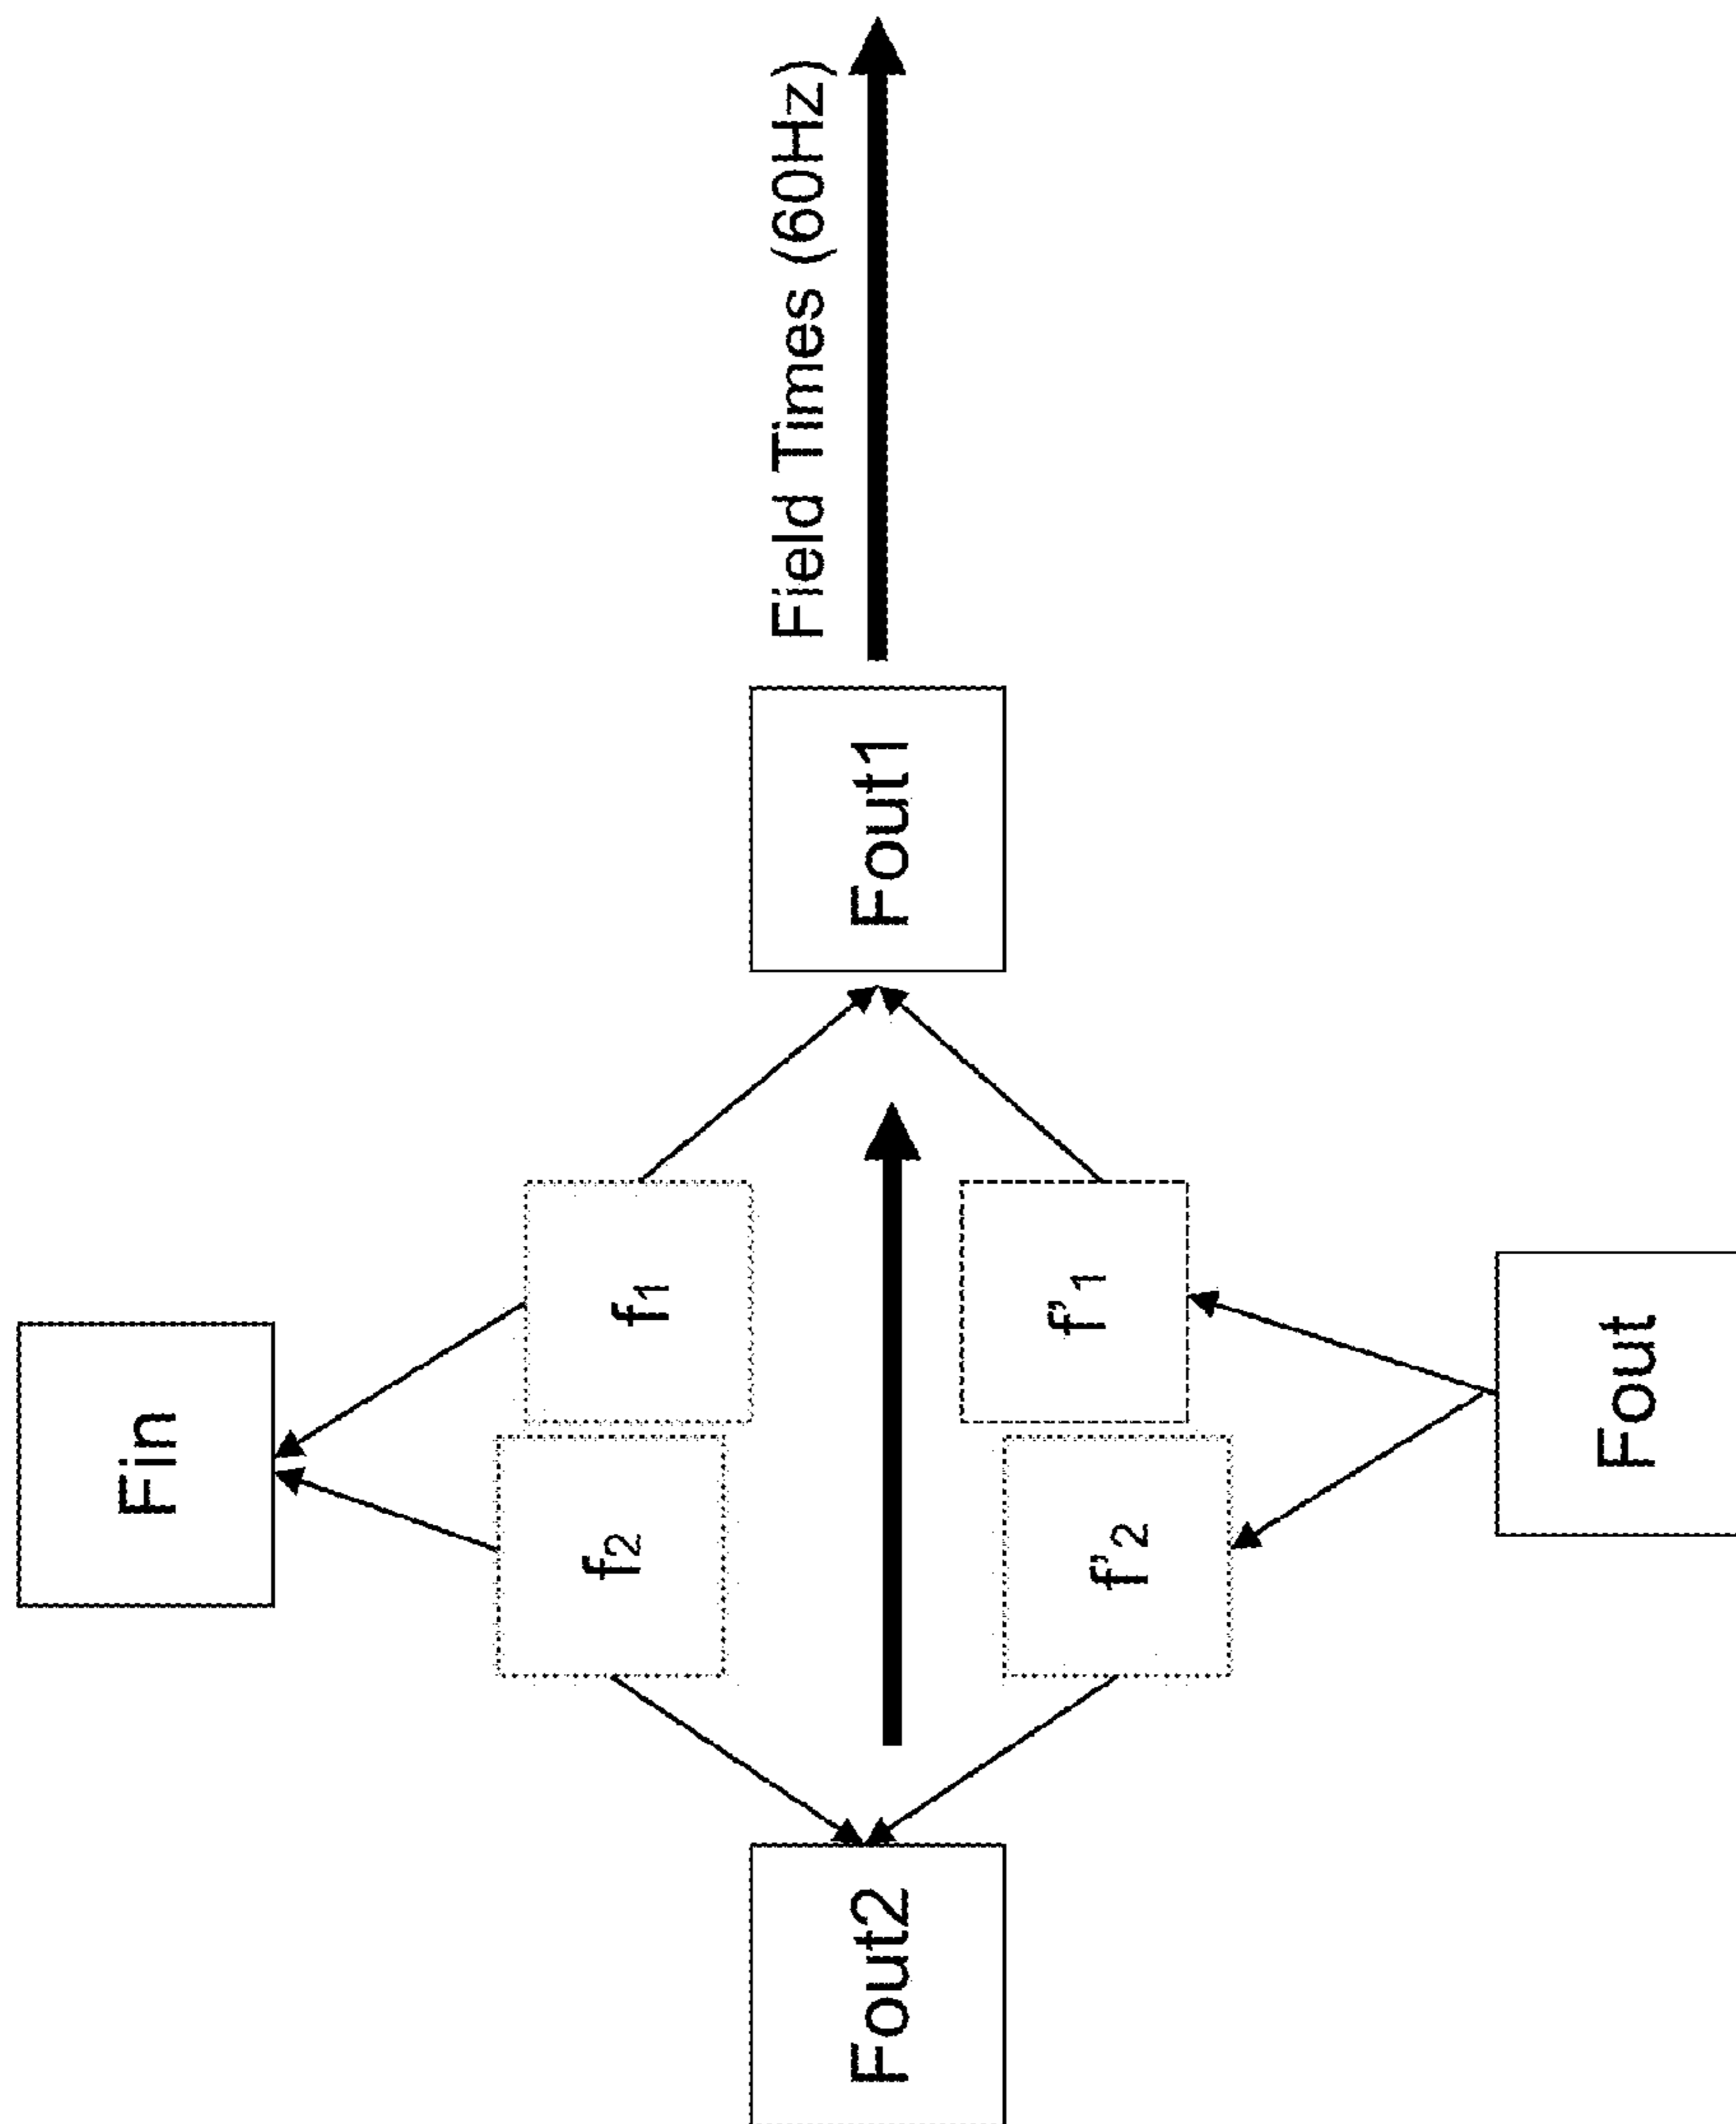 Fin
f2
f1
Fout2
Fout1
Field Times (60Hz)
f'2
f'1
Fout